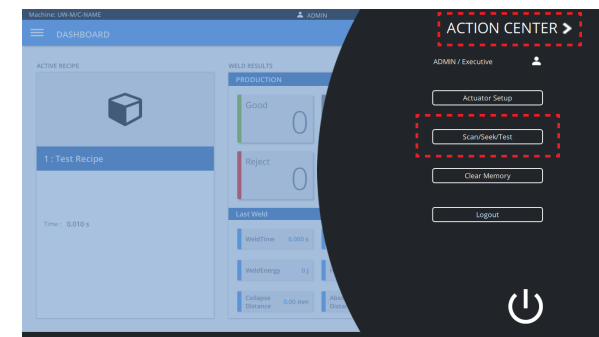 Machine: UW-M/C-NAME
ADMIN
DASHBOARD
ACTIVE RECIPE
1 : Test Recipe
Time : 0.010 s
WELD RESULTS
PRODUCTION
Good
0
Reject
0
Last Weld
WeldTime 0.000 s
WeldEnergy 0 J
Collapse Distance 0.00 mm
ACTION CENTER
ADMIN / Executive
Actuator Setup
Scan/Seek/Test
Clear Memory
Logout